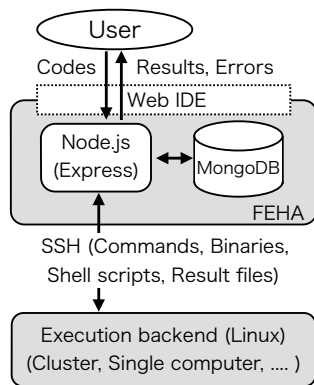 User
Codes
Results, Errors
Web IDE
Node.js
(Express)
MongoDB
FEHA
SSH (Commands, Binaries,
Shell scripts, Result files)
Execution backend (Linux)
(Cluster, Single computer, .... )